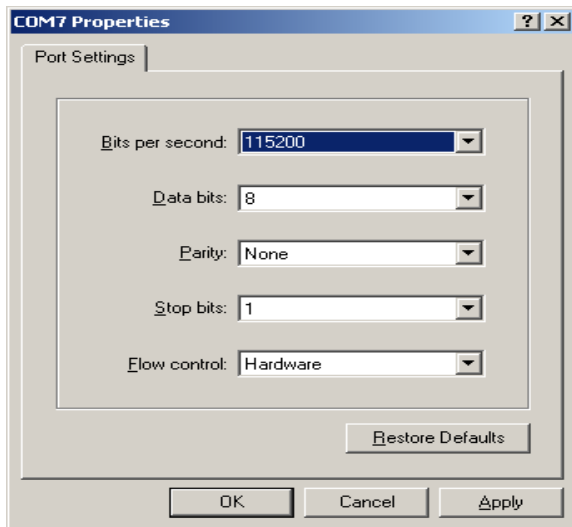 COM7 Properties
Port Settings
Bits per second: 115200
Data bits: 8
Parity: None
Stop bits: 1
Flow control: Hardware
Restore Defaults
OK Cancel Apply